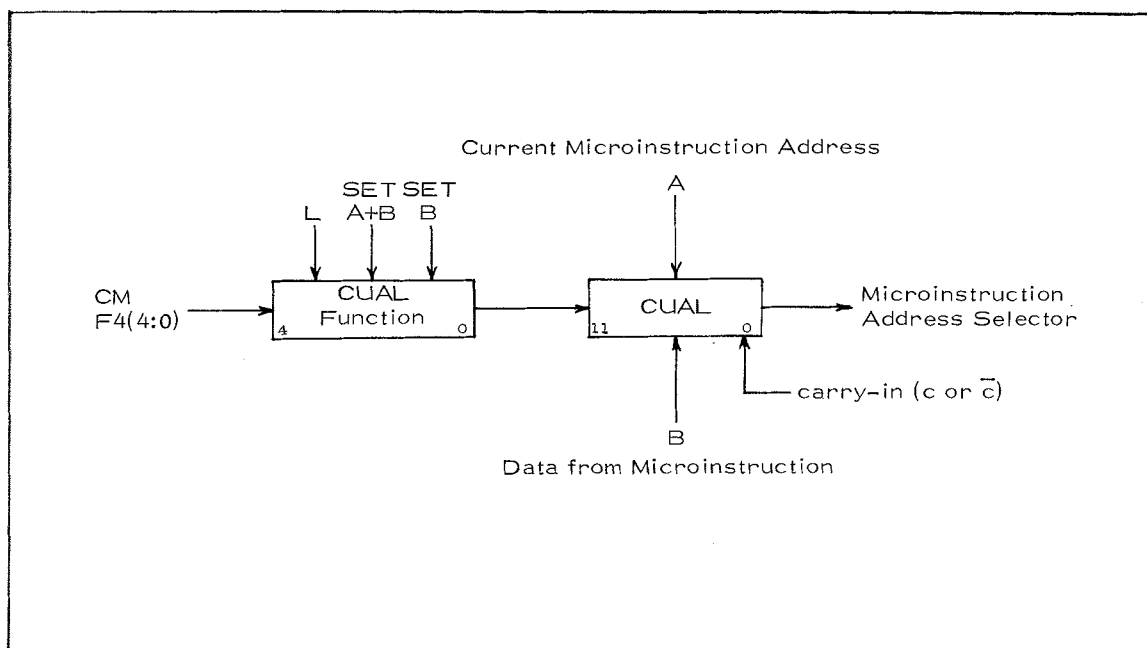 Current Microinstruction Address
A
SET SET
L A+B B
CM
F4(4:0)
CUAL
Function
4 0
CUAL
11 0
Microinstruction
Address Selector
carry-in (c or c̅)
B
Data from Microinstruction